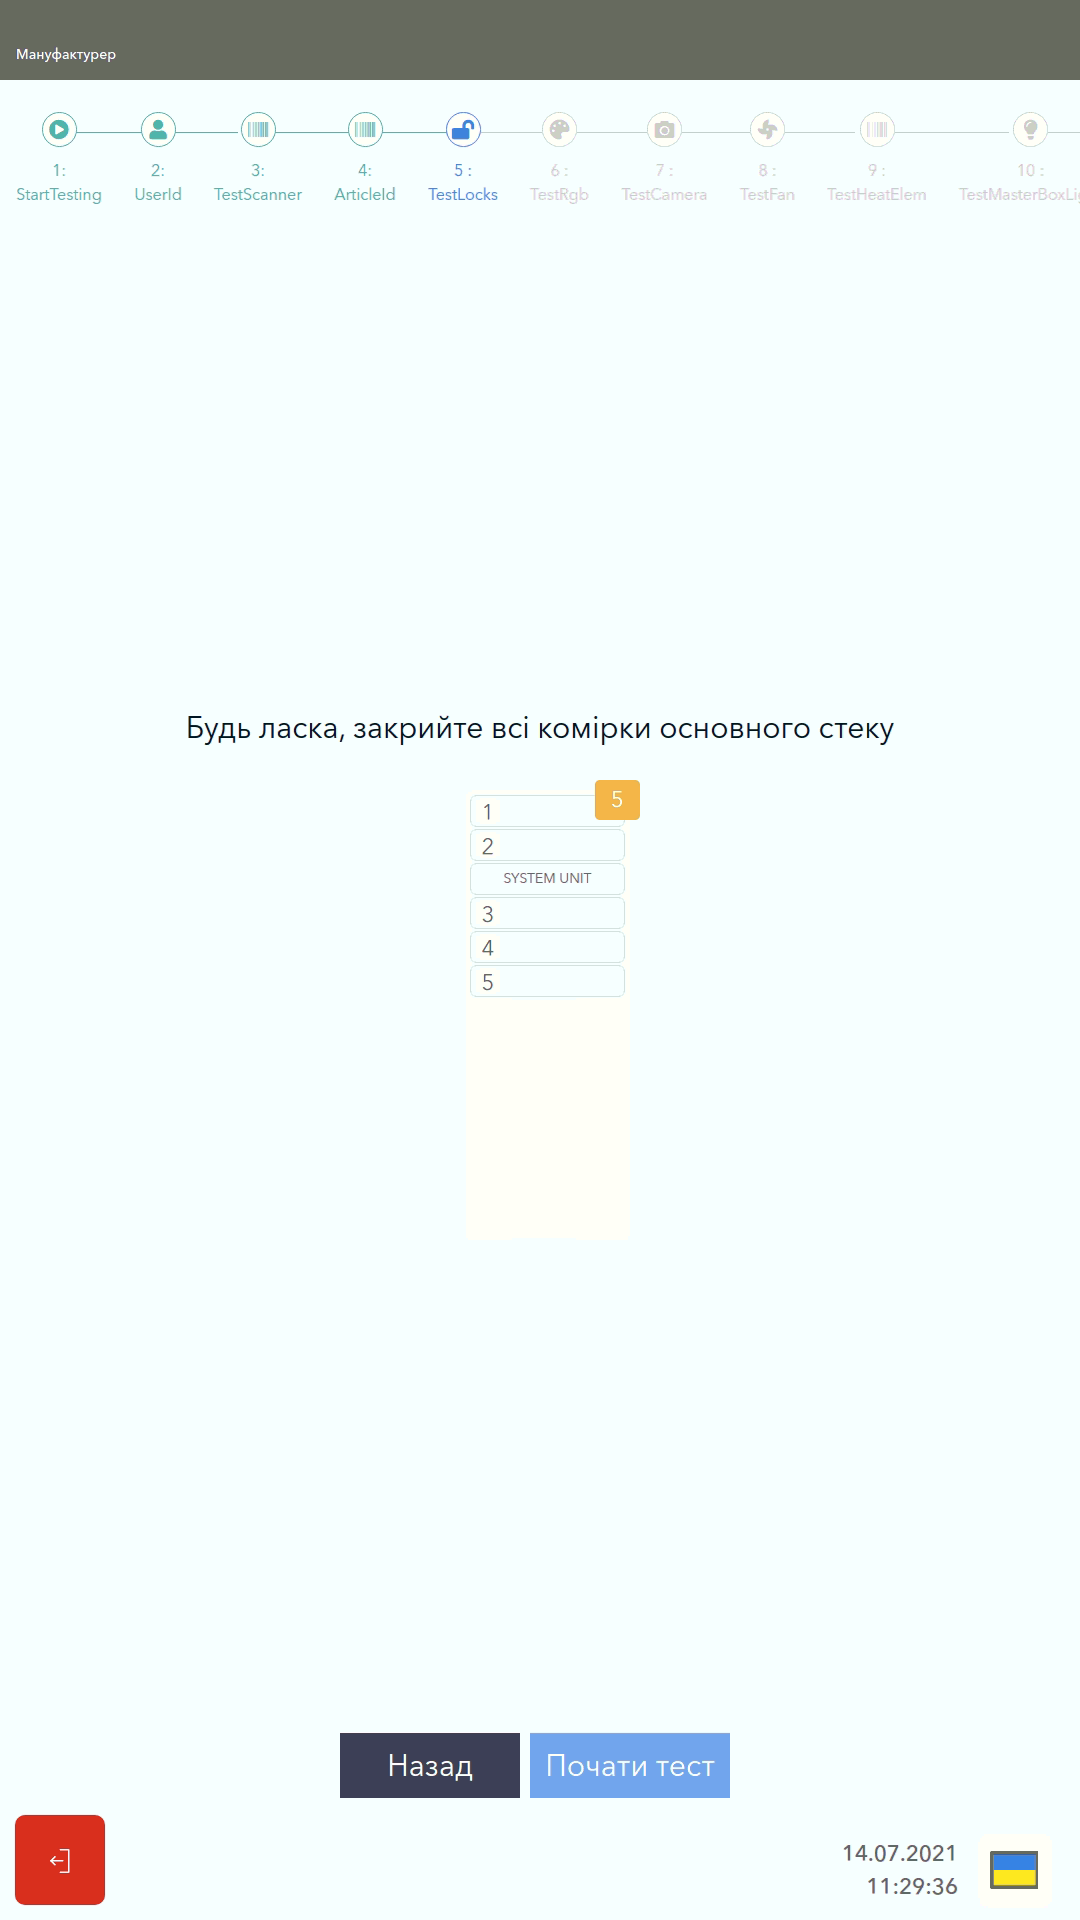 Мануфактурер
1: 2: 3: 4: 5 : 6 : 7 : 8 : 9 : 10 :
StartTesting UserId TestScanner ArticleId TestLocks TestRgb TestCamera TestFan TestHeatElem TestMasterBoxLig
Будь ласка, закрийте всі комірки основного стеку
5
1
2
SYSTEM UNIT
3
4
5
Назад Почати тест
14.07.2021
11:29:36